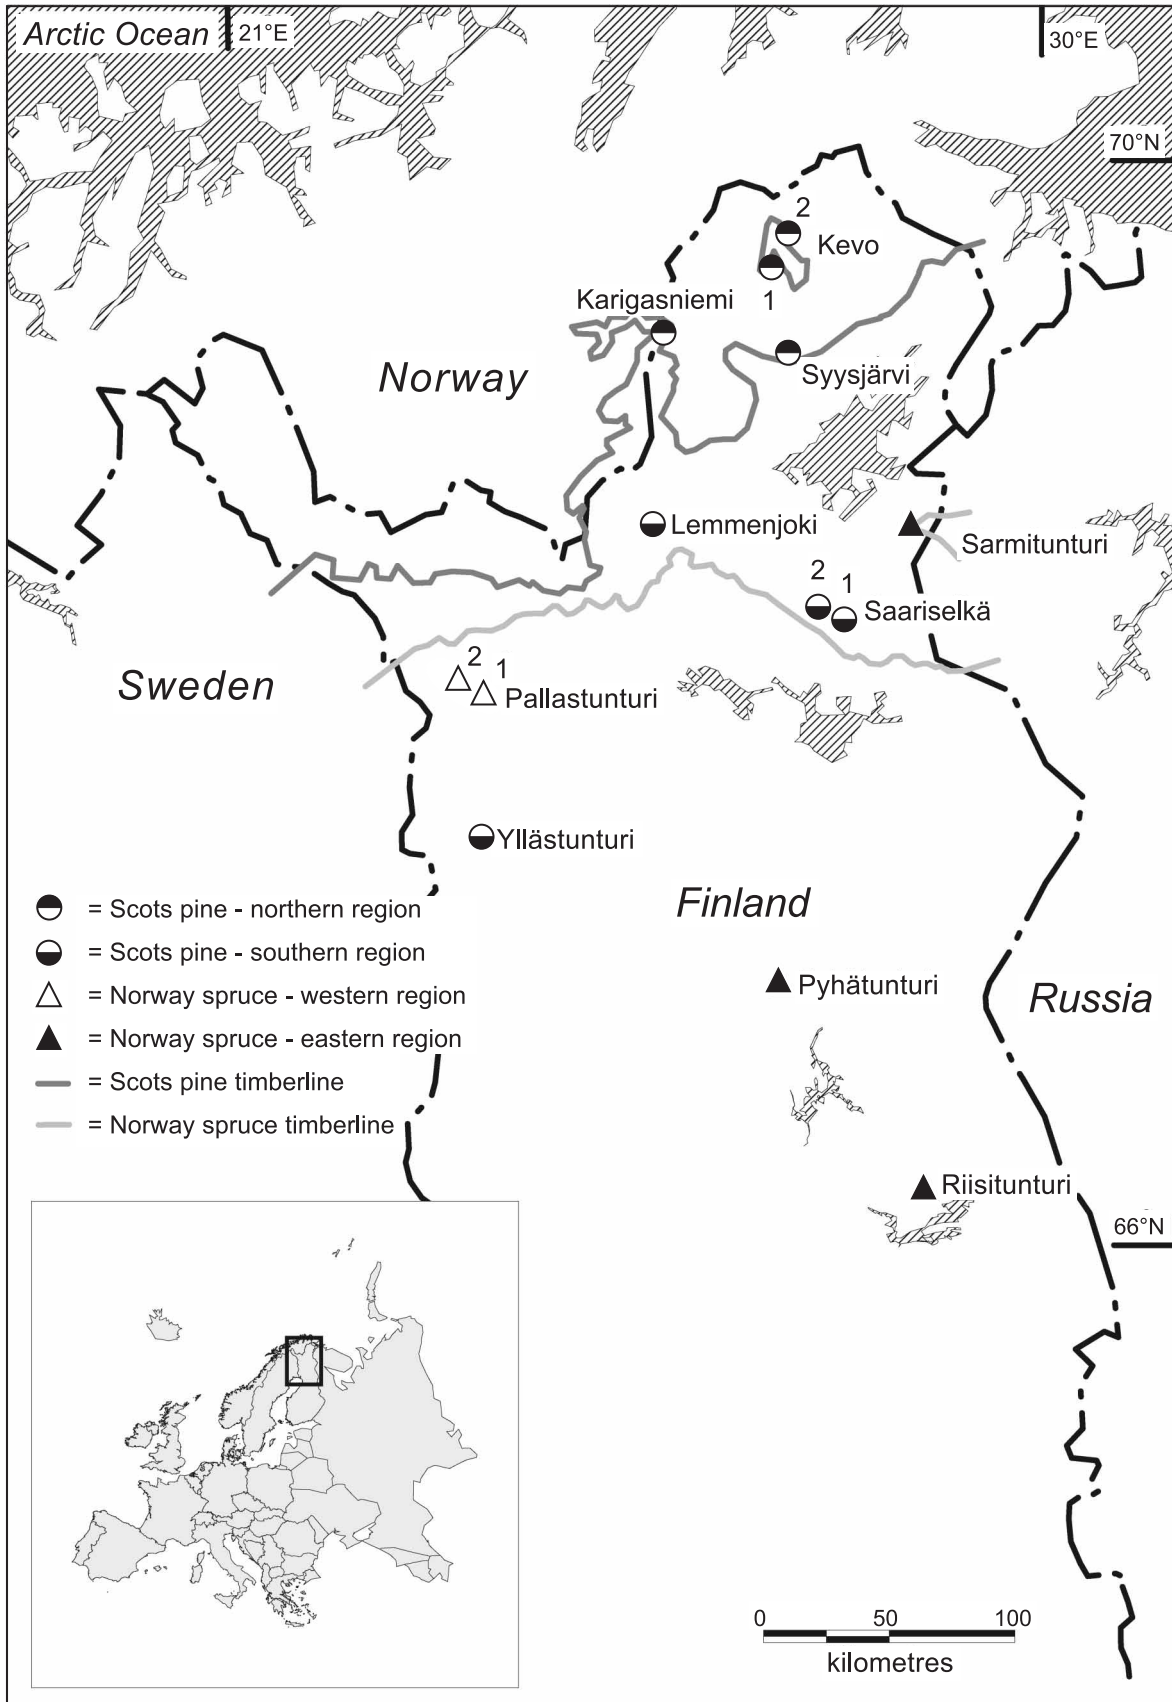 Arctic Ocean
21°E
30°E
70°N
2
Kevo
1
Karigasniemi
Norway
Syysjärvi
Lemmenjoki
Sarmitunturi
2
1
Saariselkä
Sweden
2
1
Pallastunturi
Yllästunturi
Finland
= Scots pine - northern region
= Scots pine - southern region
= Norway spruce - western region
= Norway spruce - eastern region
= Scots pine timberline
= Norway spruce timberline
Pyhätunturi
Russia
Riisitunturi
66°N
0 50 100
kilometres